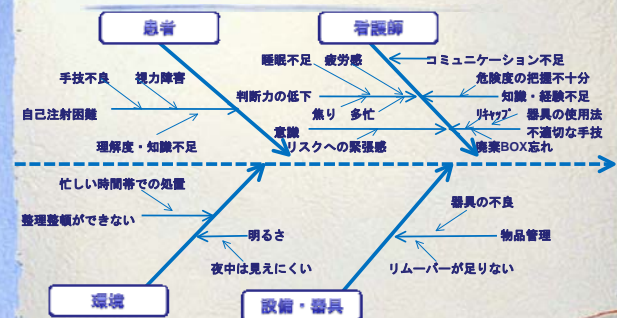 患者
看護師
睡眠不足
疲労感
コミュニケーション不足
手技不良
視力障害
危険度の把握不十分
判断力の低下
知識・経験不足
自己注射困難
焦り
多忙
リキャップ
器具の使用法
意識
不適切な手技
理解度・知識不足
リスクへの緊張感
廃棄BOX忘れ
忙しい時間帯での処置
器具の不良
整理整頓ができない
明るさ
物品管理
夜中は見えにくい
リムーバーが足りない
環境
設備・器具